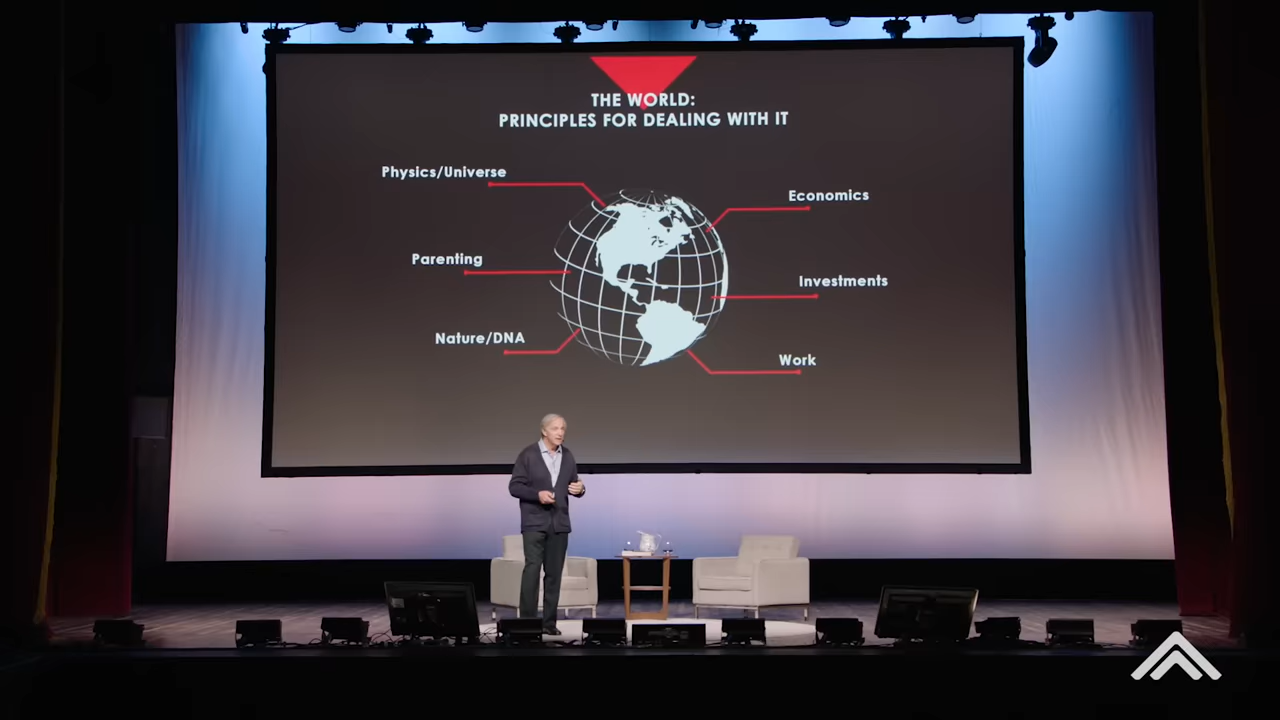 THE WORLD:
PRINCIPLES FOR DEALING WITH IT
Physics/Universe
Economics
Parenting
Investments
Nature/DNA
Work